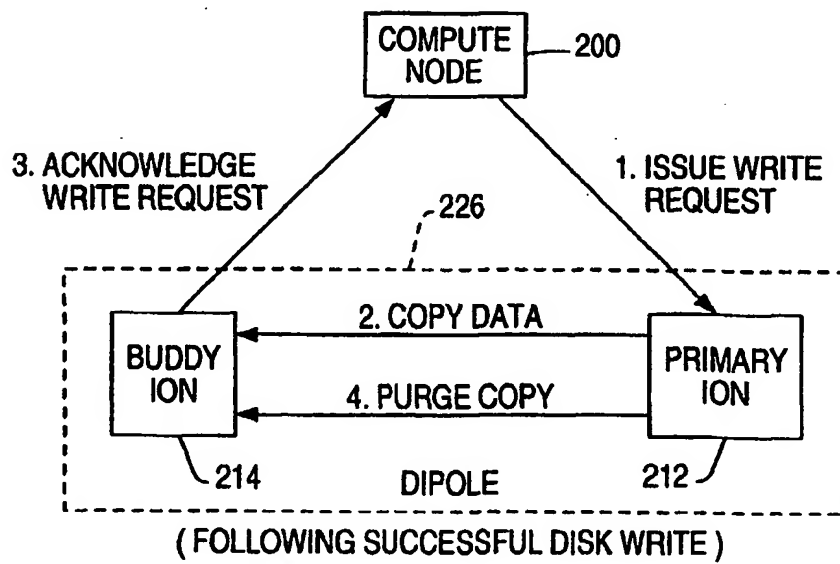 COMPUTE
NODE
200
3. ACKNOWLEDGE
WRITE REQUEST
1. ISSUE WRITE
REQUEST
226
2. COPY DATA
BUDDY
ION
PRIMARY
ION
4. PURGE COPY
214
DIPOLE
212
( FOLLOWING SUCCESSFUL DISK WRITE )